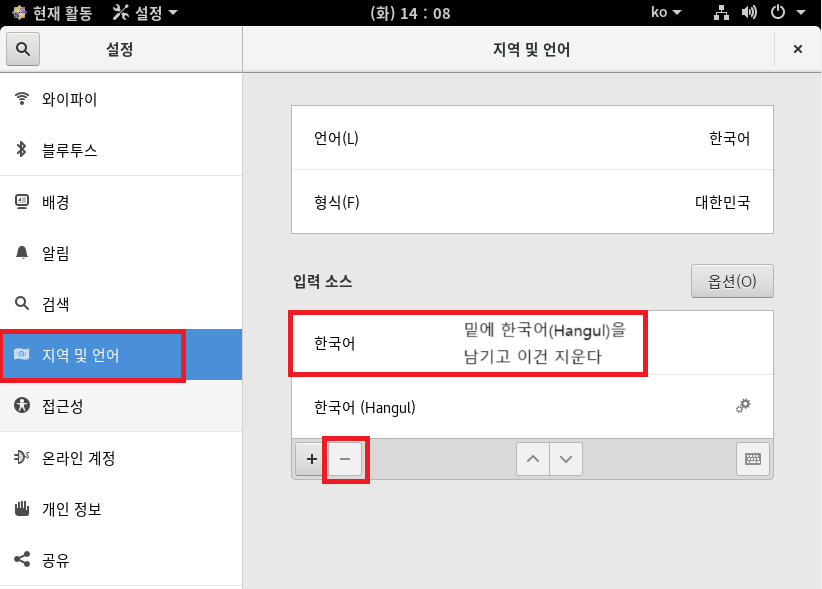 현재 활동 설정 (화) 14 : 08 ko
설정 지역 및 언어
와이파이
블루투스
배경
알림
검색
지역 및 언어
접근성
온라인 계정
개인 정보
공유
언어(L) 한국어
형식(F) 대한민국
입력 소스 옵션(O)
한국어
밑에 한국어(Hangul)을
남기고 이건 지운다
한국어 (Hangul)